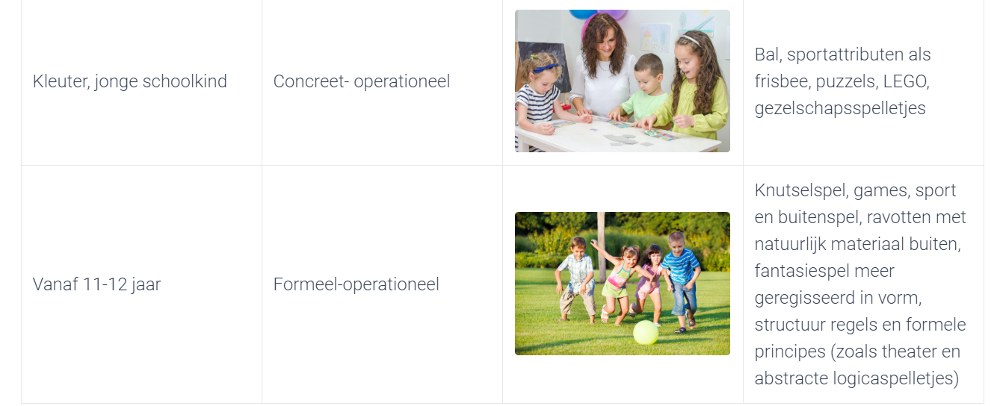 Kleuter, jonge schoolkind
Concreet- operationeel
Bal, sportattributen als
frisbee, puzzels, LEGO,
gezelschapsspelletjes
Vanaf 11-12 jaar
Formeel-operationeel
Knutselspel, games, sport
en buitenspel, ravotten met
natuurlijk materiaal buiten,
fantasiespel meer
geregisseerd in vorm,
structuur regels en formele
principes (zoals theater en
abstracte logicaspelletjes)